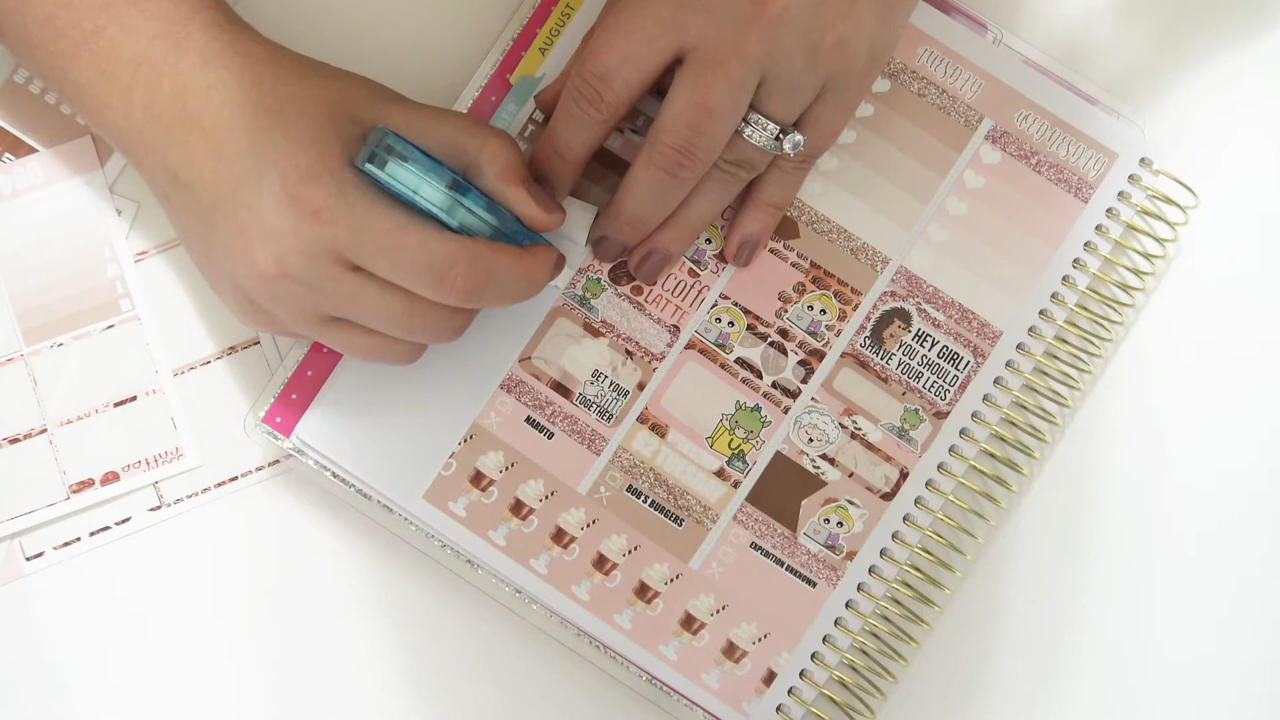 AUGUST
TUESDAY
WEDNESDAY
Coffee
LATTE
HEY GIRL!
YOU SHOULD
SHAVE YOUR LEGS
GET YOUR
TOGETHER
NARUTO
BOB'S BURGERS
EXPEDITION UNKNOWN
coffee